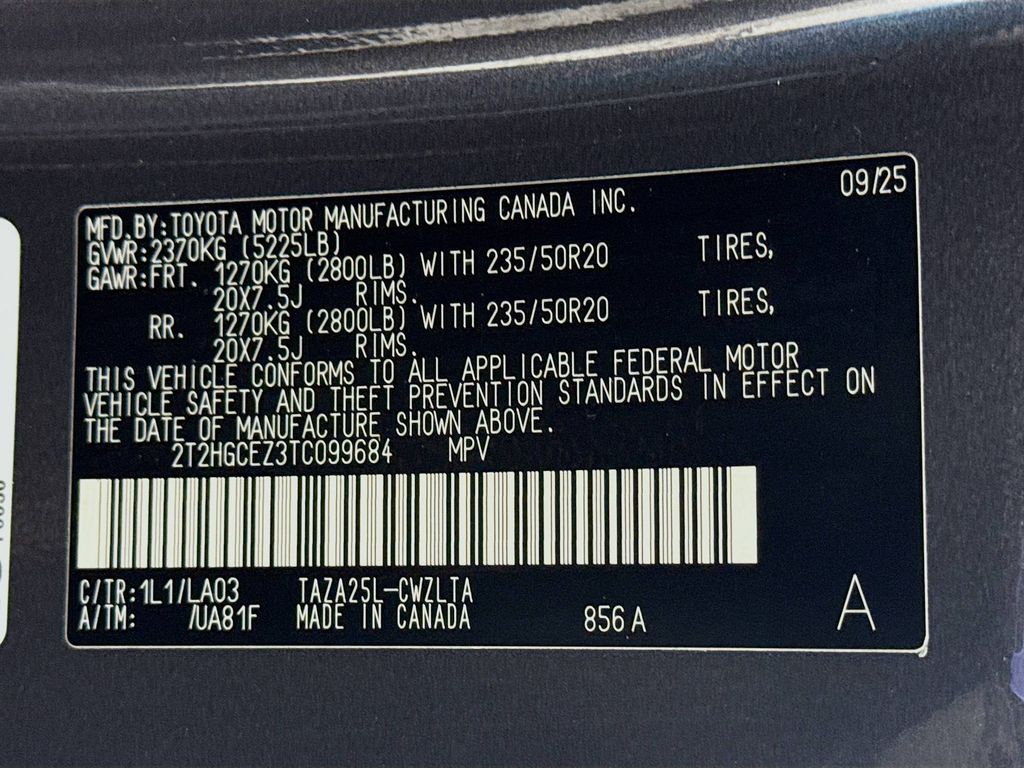 09/25
MFD.BY:TOYOTA MOTOR MANUFACTURING CANADA INC.
GVWR:2370KG (5225LB)
GAWR:FRT. 1270KG (2800LB) WITH 235/50R20 TIRES,
20X7.5J RIMS.
RR. 1270KG (2800LB) WITH 235/50R20 TIRES,
20X7.5J RIMS.
THIS VEHICLE CONFORMS TO ALL APPLICABLE FEDERAL MOTOR
VEHICLE SAFETY AND THEFT PREVENTION STANDARDS IN EFFECT ON
THE DATE OF MANUFACTURE SHOWN ABOVE.
2T2HGCEZ3TC099684 MPV
C/TR:1L1/LA03 TAZA25L-CWZLTA
A/TM: /UA81F MADE IN CANADA 856A A